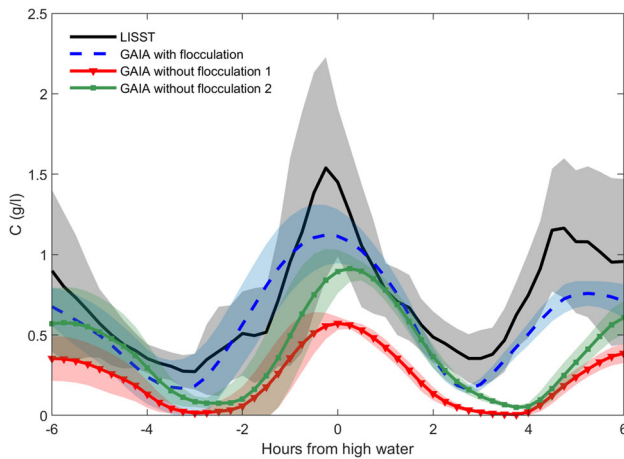 2.5
LISST
GAIA with flocculation
2
GAIA without flocculation 1
GAIA without flocculation 2
1.5
C (g/l)
1
0.5
0
-6 -4 -2 0 2 4 6
Hours from high water